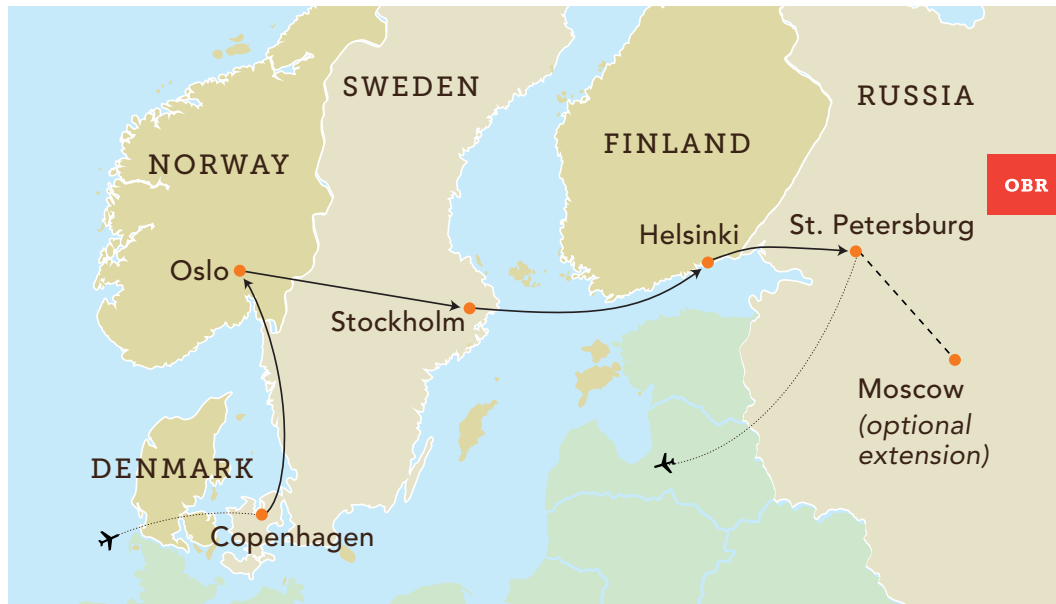 SWEDEN
RUSSIA
NORWAY
FINLAND
OBR
St. Petersburg
Helsinki
Oslo
Stockholm
Moscow
(optional
extension)
DENMARK
Copenhagen